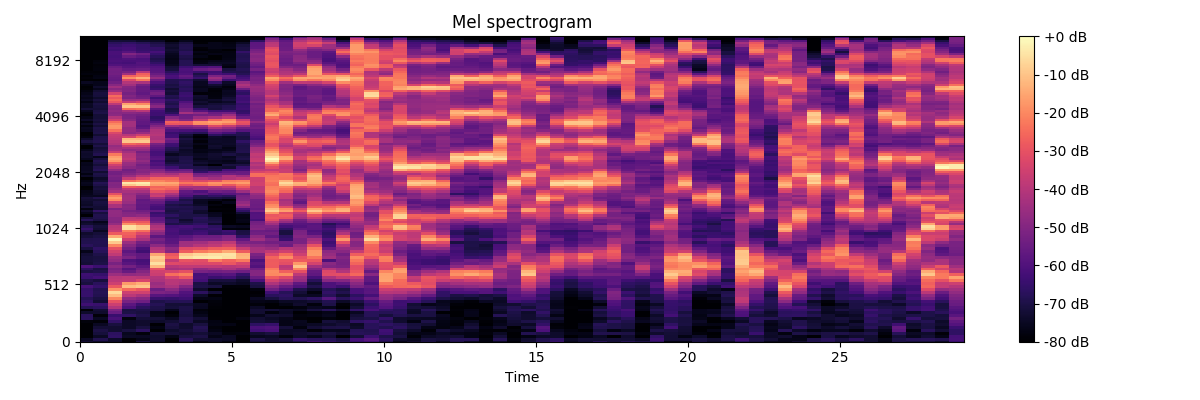 Mel spectrogram
Hz
8192
4096
2048
1024
512
0
0 5 10 15 20 25
Time
+0 dB
-10 dB
-20 dB
-30 dB
-40 dB
-50 dB
-60 dB
-70 dB
-80 dB